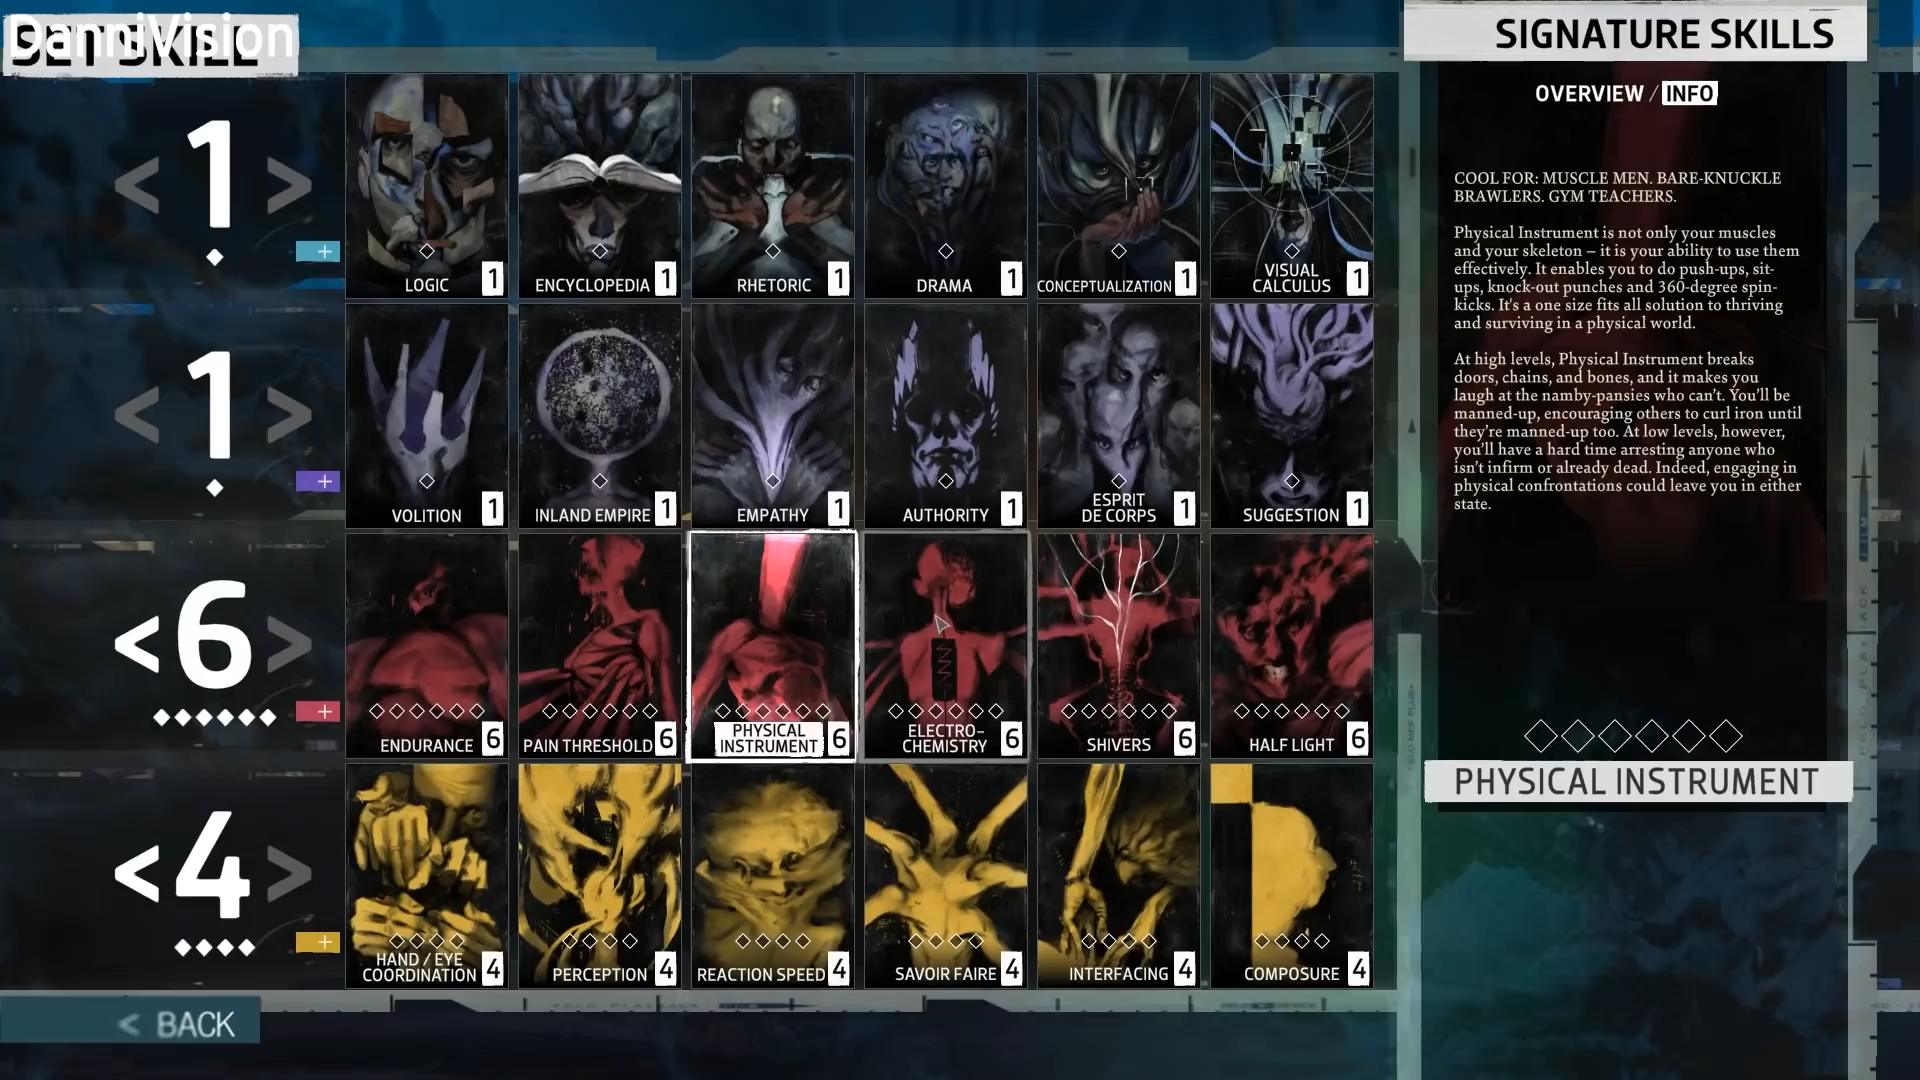 DanniVision
SET SKILL
SIGNATURE SKILLS
OVERVIEW / INFO
< 1 >
+
LOGIC 1
ENCYCLOPEDIA 1
RHETORIC 1
DRAMA 1
CONCEPTUALIZATION 1
VISUAL
CALCULUS 1
< 1 >
+
VOLITION 1
INLAND EMPIRE 1
EMPATHY 1
AUTHORITY 1
ESPRIT
DE CORPS 1
SUGGESTION 1
< 6 >
+
ENDURANCE 6
PAIN THRESHOLD 6
PHYSICAL
INSTRUMENT 6
ELECTRO-
CHEMISTRY 6
SHIVERS 6
HALF LIGHT 6
< 4 >
+
HAND / EYE
COORDINATION 4
PERCEPTION 4
REACTION SPEED 4
SAVOIR FAIRE 4
INTERFACING 4
COMPOSURE 4
COOL FOR: MUSCLE MEN. BARE-KNUCKLE
BRAWLERS. GYM TEACHERS.
Physical Instrument is not only your muscles
and your skeleton – it is your ability to use them
effectively. It enables you to do push-ups, sit-
ups, knock-out punches and 360-degree spin-
kicks. It's a one size fits all solution to thriving
and surviving in a physical world.
At high levels, Physical Instrument breaks
doors, chains, and bones, and it makes you
laugh at the namby-pansies who can't. You'll be
manned-up, encouraging others to curl iron until
they're manned-up too. At low levels, however,
you'll have a hard time arresting anyone who
isn't infirm or already dead. Indeed, engaging in
physical confrontations could leave you in either
state.
PHYSICAL INSTRUMENT
< BACK